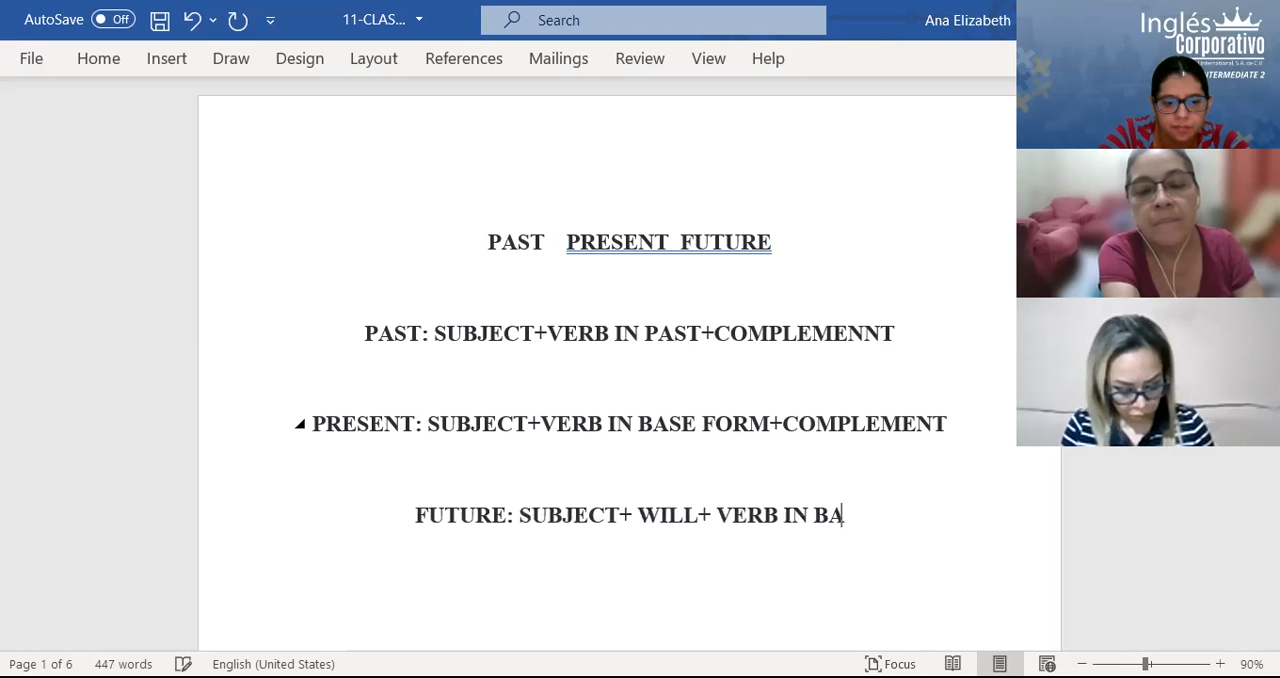 AutoSave Off 11-CLAS... Search Ana Elizabeth
File Home Insert Draw Design Layout References Mailings Review View Help
Inglés
Corporativo
International, S.A. de C.V.
INTERMEDIATE 2
PAST PRESENT FUTURE
PAST: SUBJECT+VERB IN PAST+COMPLEMENNT
PRESENT: SUBJECT+VERB IN BASE FORM+COMPLEMENT
FUTURE: SUBJECT+ WILL+ VERB IN BA
Page 1 of 6 447 words English (United States) Focus 90%